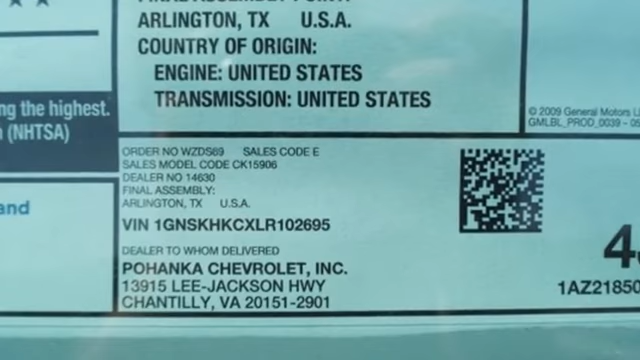 ARLINGTON, TX U.S.A.
COUNTRY OF ORIGIN:
ENGINE: UNITED STATES
TRANSMISSION: UNITED STATES
ng the highest.
(NHTSA)
© 2009 General Motors
GMLBL_PROD_0039 - 05
ORDER NO WZDS69 SALES CODE E
SALES MODEL CODE CK15906
DEALER NO 14630
FINAL ASSEMBLY:
ARLINGTON, TX U.S.A.
and
VIN 1GNSKHKCXLR102695
DEALER TO WHOM DELIVERED
POHANKA CHEVROLET, INC.
13915 LEE-JACKSON HWY
CHANTILLY, VA 20151-2901
1AZ21850